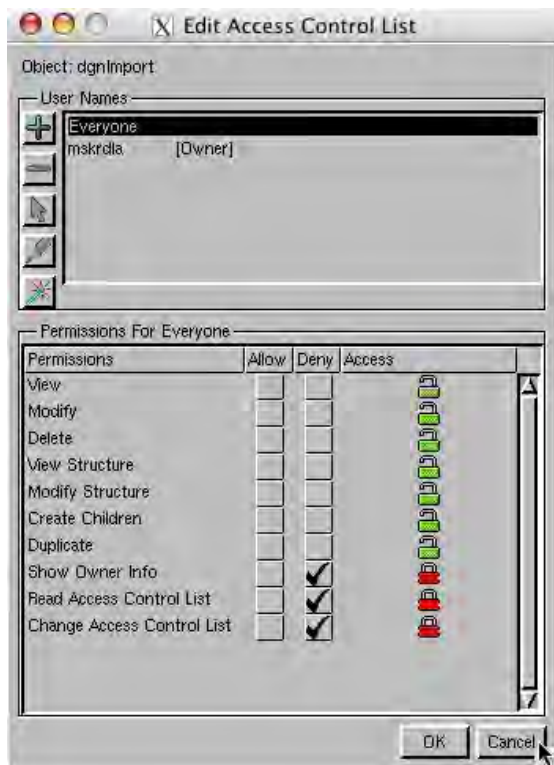 X Edit Access Control List
Object: dgnImport
User Names
Everyone
mskrdla [Owner]
Permissions For Everyone
Permissions Allow Deny Access
View
Modify
Delete
View Structure
Modify Structure
Create Children
Duplicate
Show Owner Info
Read Access Control List
Change Access Control List
OK Cancel